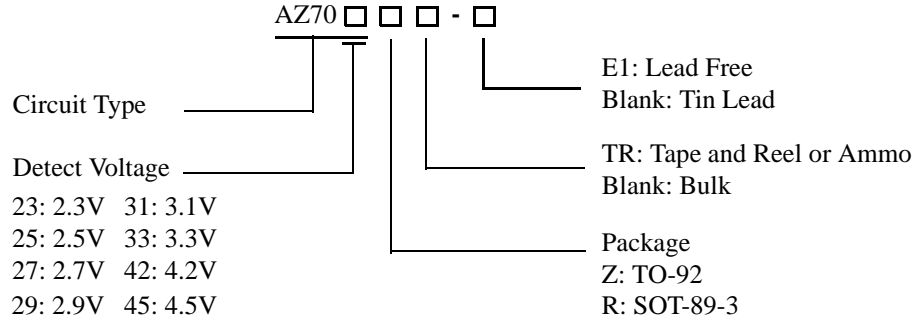 AZ70 □ □ □ - □
Circuit Type
Detect Voltage
23: 2.3V 31: 3.1V
25: 2.5V 33: 3.3V
27: 2.7V 42: 4.2V
29: 2.9V 45: 4.5V
E1: Lead Free
Blank: Tin Lead
TR: Tape and Reel or Ammo
Blank: Bulk
Package
Z: TO-92
R: SOT-89-3